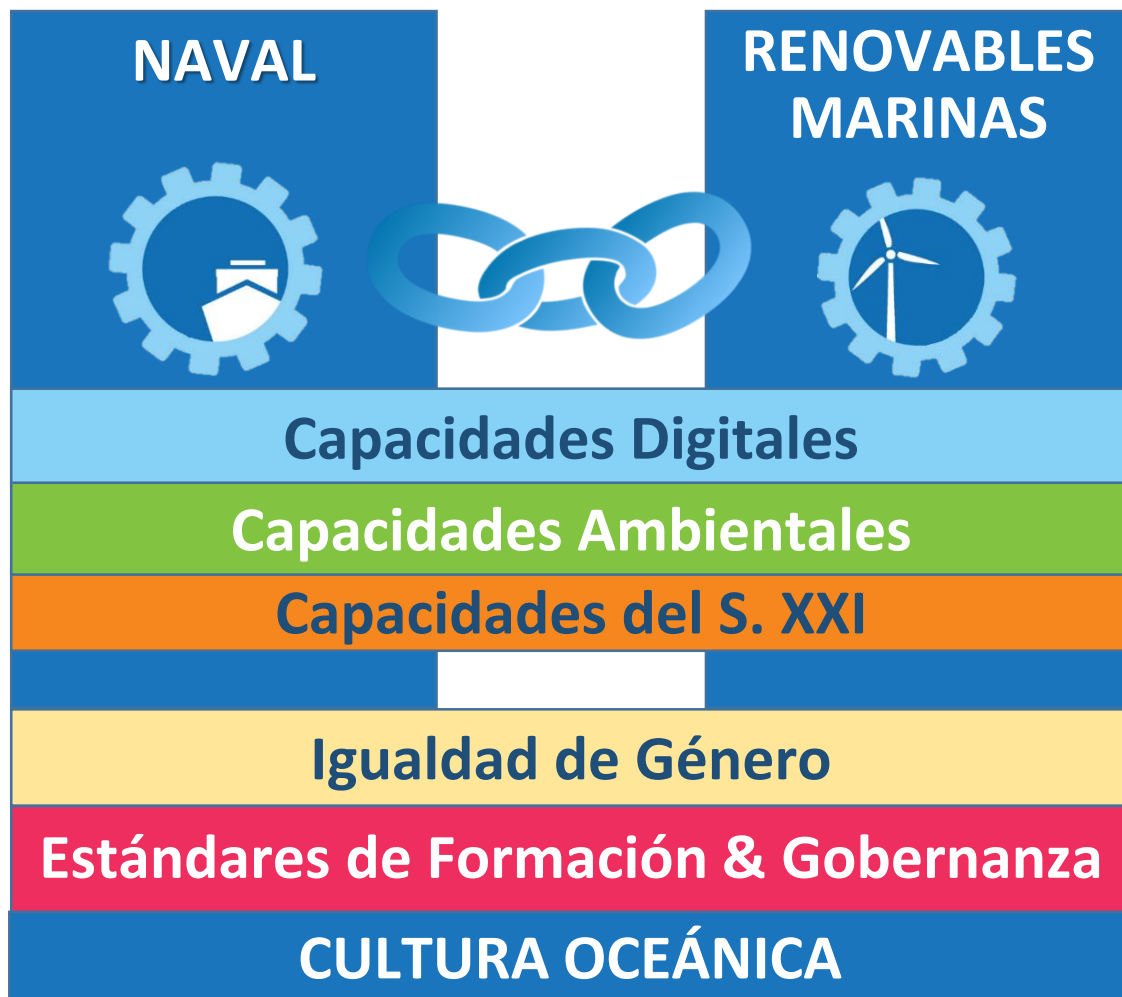 NAVAL
RENOVABLES
MARINAS
Capacidades Digitales
Capacidades Ambientales
Capacidades del S. XXI
Igualdad de Género
Estándares de Formación & Gobernanza
CULTURA OCEÁNICA